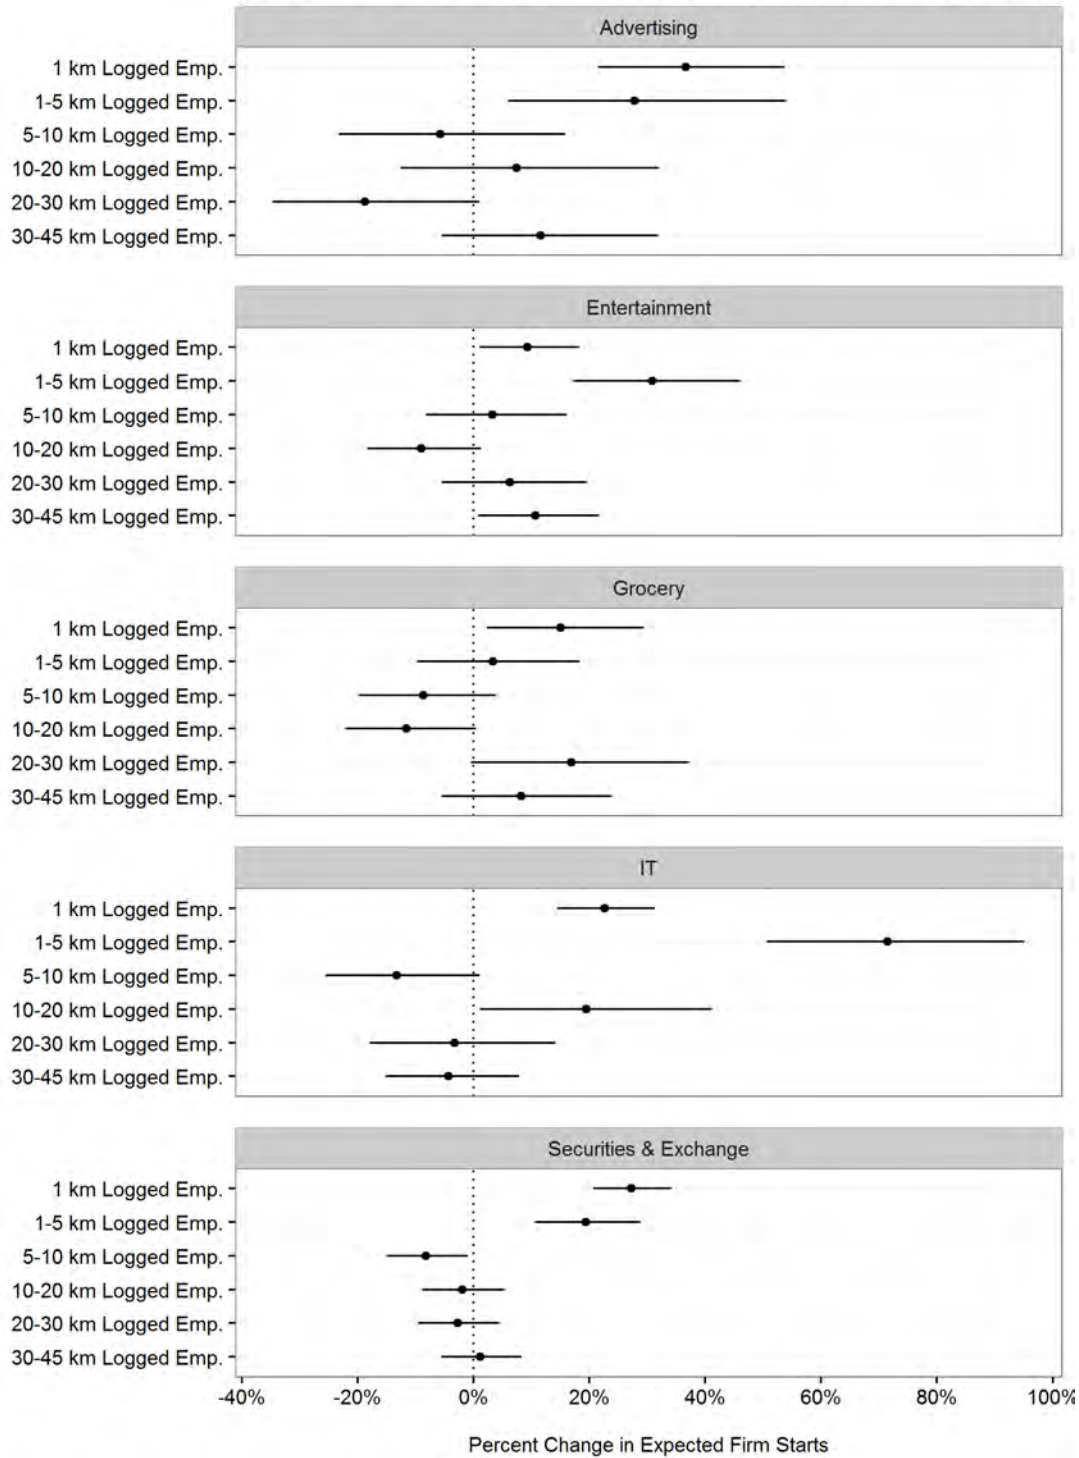 Advertising
1 km Logged Emp.
1-5 km Logged Emp.
5-10 km Logged Emp.
10-20 km Logged Emp.
20-30 km Logged Emp.
30-45 km Logged Emp.
Entertainment
1 km Logged Emp.
1-5 km Logged Emp.
5-10 km Logged Emp.
10-20 km Logged Emp.
20-30 km Logged Emp.
30-45 km Logged Emp.
Grocery
1 km Logged Emp.
1-5 km Logged Emp.
5-10 km Logged Emp.
10-20 km Logged Emp.
20-30 km Logged Emp.
30-45 km Logged Emp.
IT
1 km Logged Emp.
1-5 km Logged Emp.
5-10 km Logged Emp.
10-20 km Logged Emp.
20-30 km Logged Emp.
30-45 km Logged Emp.
Securities & Exchange
1 km Logged Emp.
1-5 km Logged Emp.
5-10 km Logged Emp.
10-20 km Logged Emp.
20-30 km Logged Emp.
30-45 km Logged Emp.
-40% -20% 0% 20% 40% 60% 80% 100%
Percent Change in Expected Firm Starts